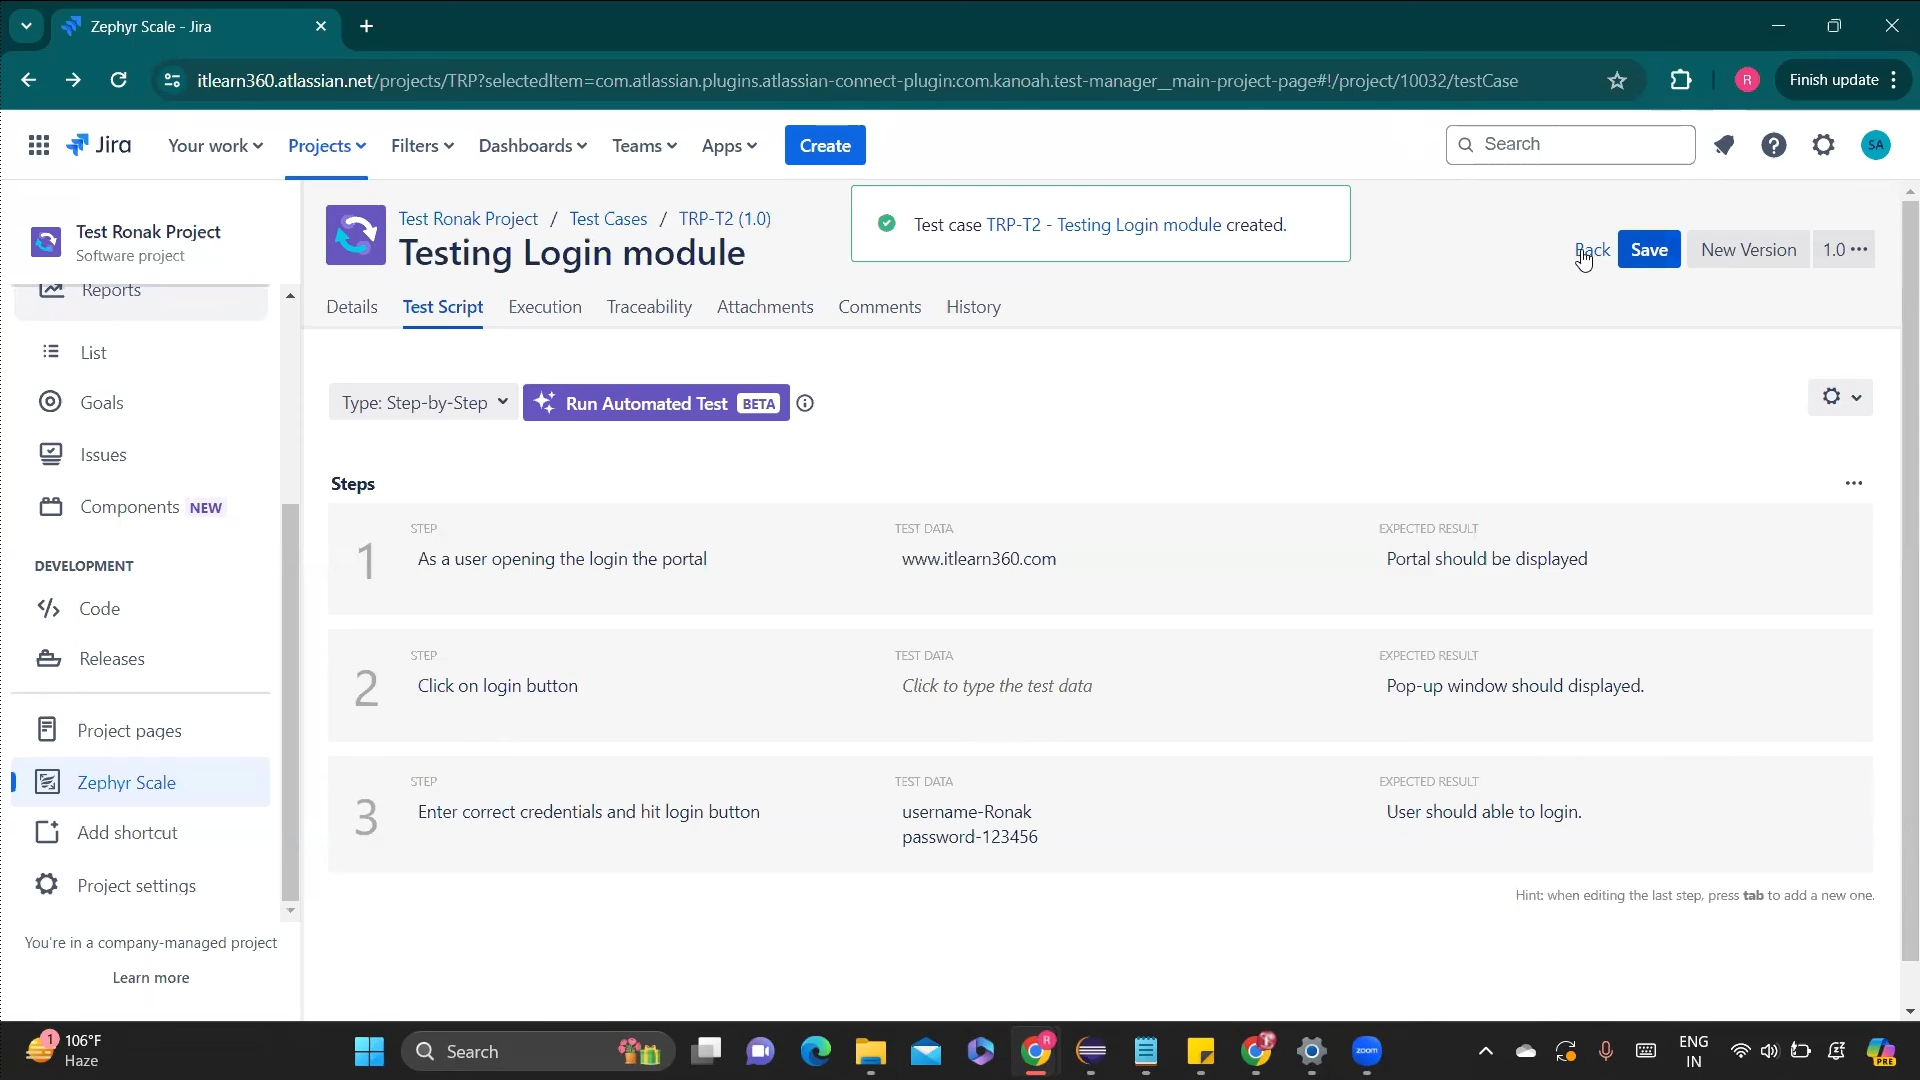 Zephyr Scale - Jira
itlearn360.atlassian.net/projects/TRP?selectedItem=com.atlassian.plugins.atlassian-connect-plugin:com.kanoah.test-manager__main-project-page#!/project/10032/testCase
R
Finish update
Jira
Your work
Projects
Filters
Dashboards
Teams
Apps
Create
Search
SA
Test Ronak Project
Software project
Reports
List
Goals
Issues
Components NEW
DEVELOPMENT
Code
Releases
Project pages
Zephyr Scale
Add shortcut
Project settings
You're in a company-managed project
Learn more
Test Ronak Project / Test Cases / TRP-T2 (1.0)
Testing Login module
Test case TRP-T2 - Testing Login module created.
Back
Save
New Version
1.0
Details
Test Script
Execution
Traceability
Attachments
Comments
History
Type: Step-by-Step
Run Automated Test BETA
Steps
1
STEP
As a user opening the login the portal
TEST DATA
www.itlearn360.com
EXPECTED RESULT
Portal should be displayed
2
STEP
Click on login button
TEST DATA
Click to type the test data
EXPECTED RESULT
Pop-up window should displayed.
3
STEP
Enter correct credentials and hit login button
TEST DATA
username-Ronak
password-123456
EXPECTED RESULT
User should able to login.
Hint: when editing the last step, press tab to add a new one.
1
106°F
Haze
Search
R
zoom
ENG
IN
PRE